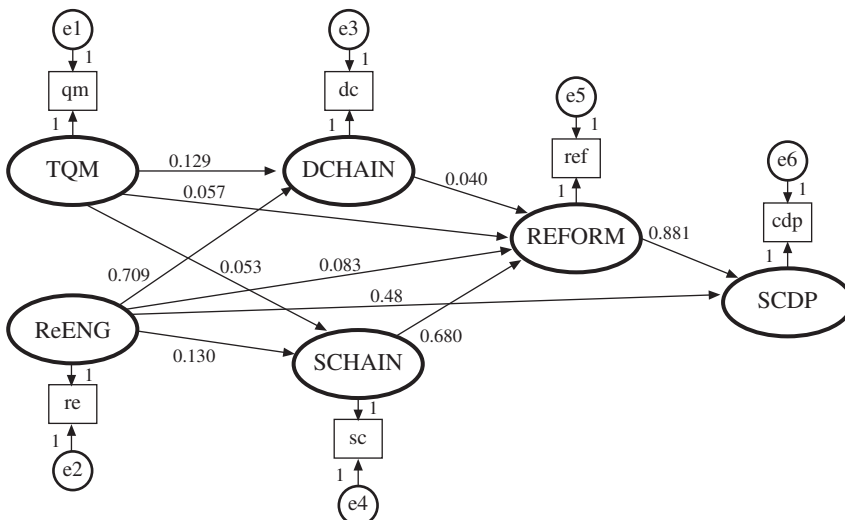 e1
1
qm
1
TQM
e3
1
dc
1
DCHAIN
e5
1
ref
1
REFORM
e6
1
cdp
1
SCDP
0.129
0.057
0.040
0.881
0.709
0.053
0.083
0.48
0.680
0.130
ReENG
1
re
1
e2
SCHAIN
1
sc
1
e4